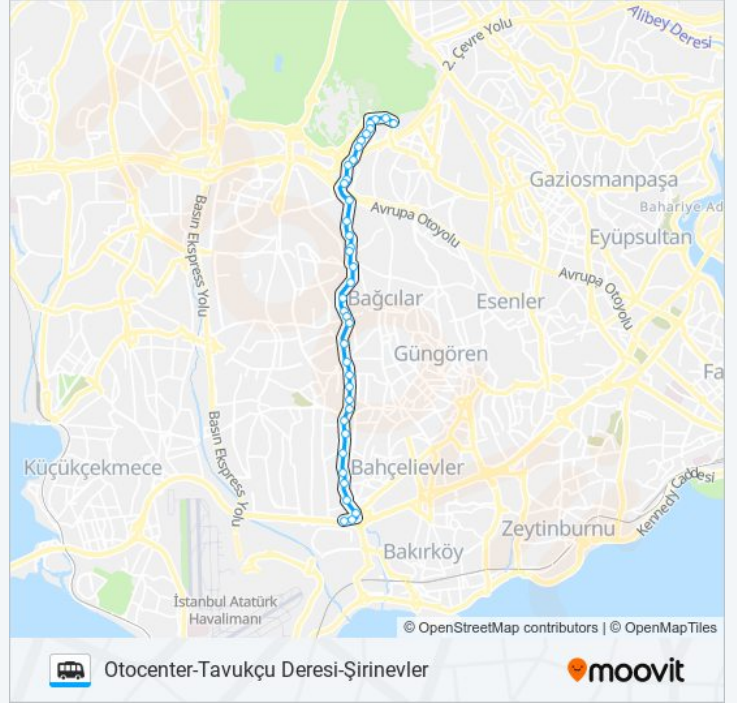 Alibey Deresi
2. Çevre Yolu
Gaziosmanpaşa
Bahariye Ad
Basın Ekspress Yolu
Avrupa Otoyolu
Eyüpsultan
Avrupa Otoyolu
Bağcılar
Esenler
Güngören
Fa
Basın Ekspress Yolu
Küçükçekmece
Bahçelievler
Kennedy Caddesi
Zeytinburnu
Bakırköy
İstanbul Atatürk
Havalimanı
© OpenStreetMap contributors | © OpenMapTiles
Otocenter-Tavukçu Deresi-Şirinevler
moovit